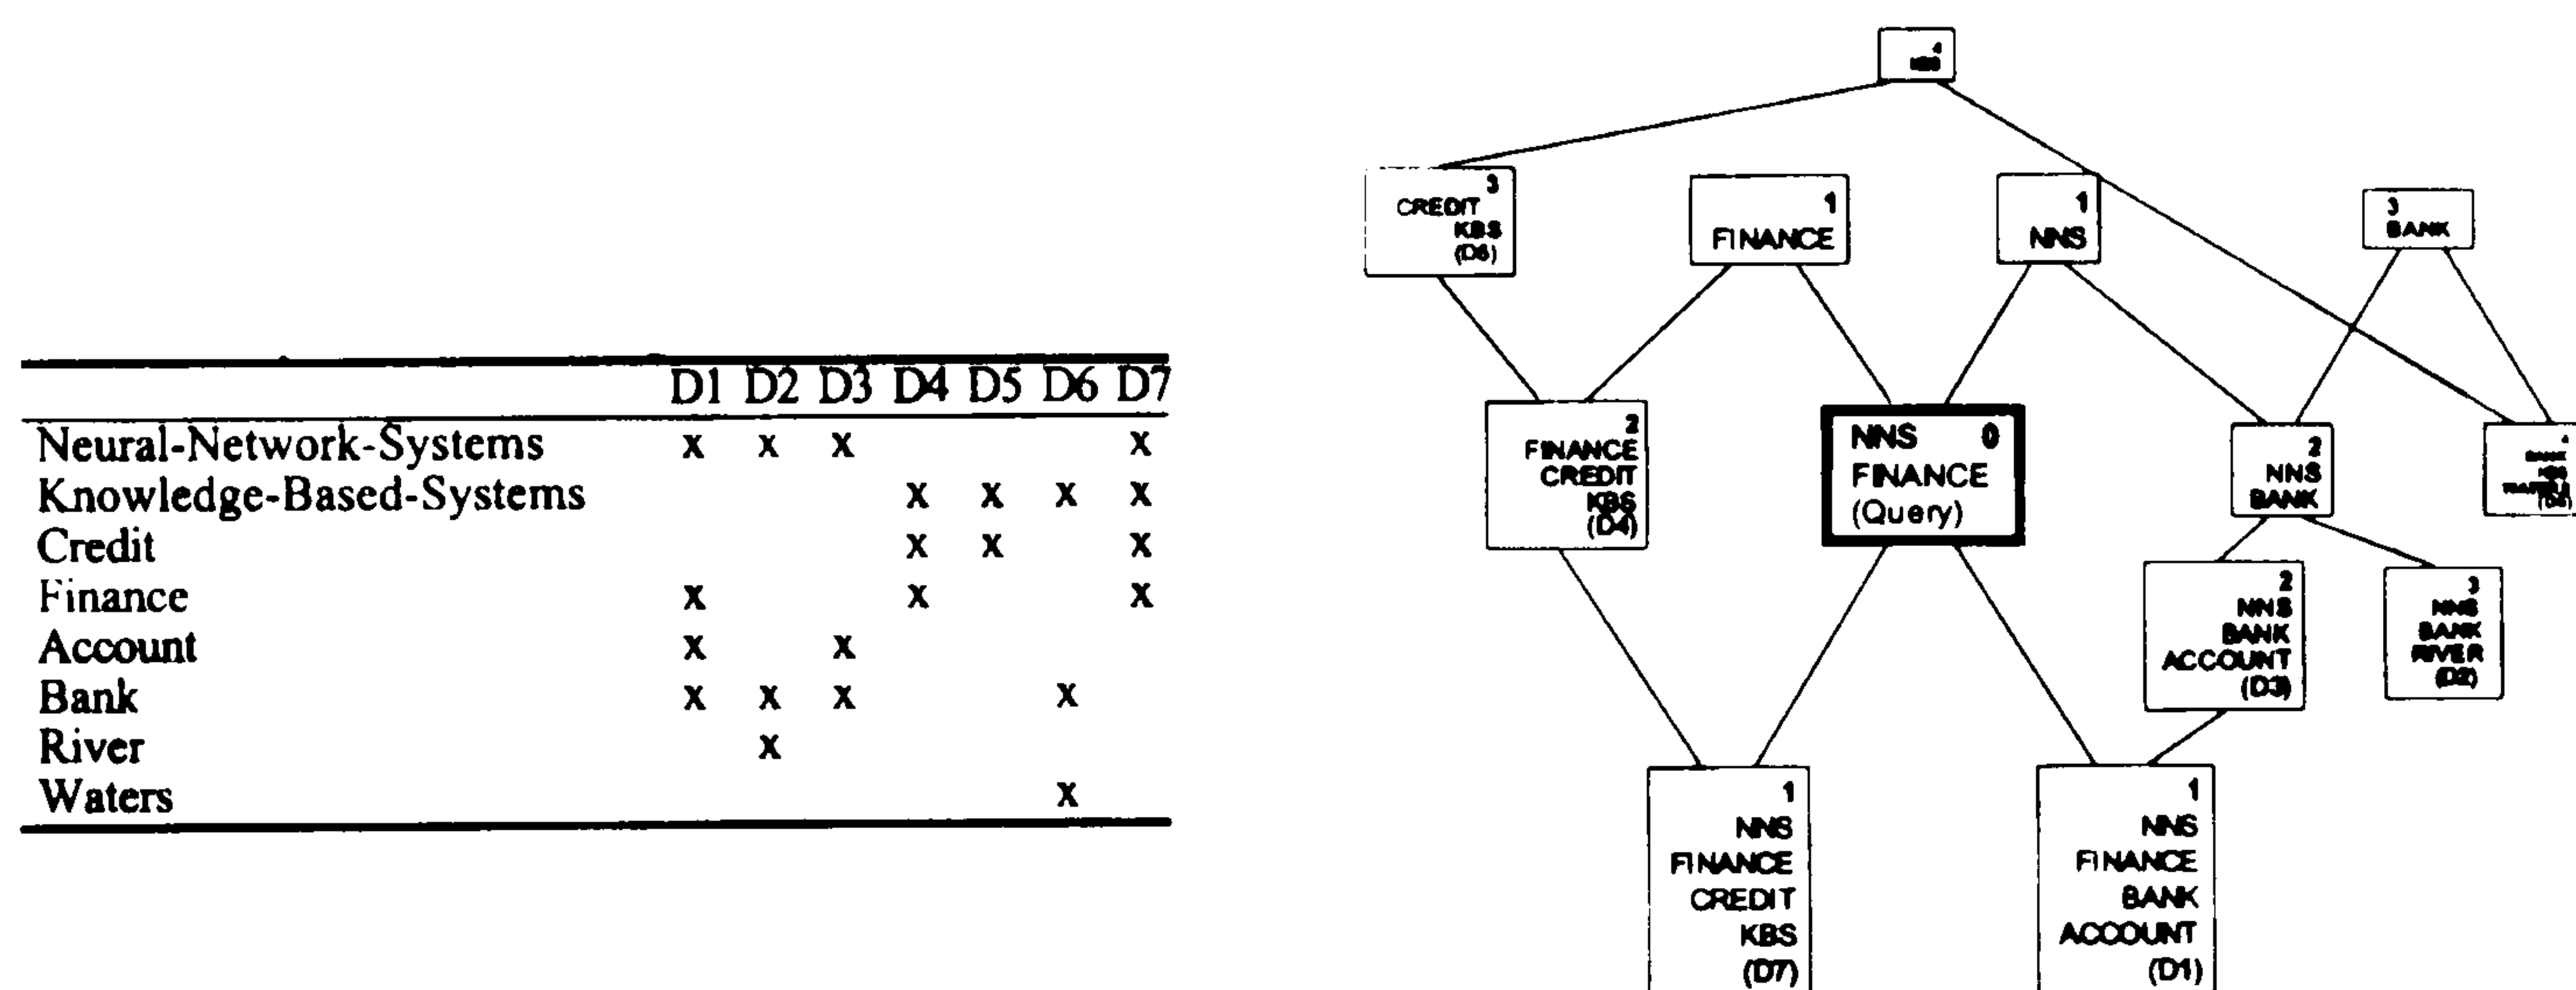 D1 D2 D3 D4 D5 D6 D7
Neural-Network-Systems x x x x
Knowledge-Based-Systems x x x x
Credit x x x
Finance x x x
Account x x
Bank x x x x
River x
Waters x
4
3
CREDIT
KBS
1
FINANCE
1
NNS
3
BANK
2
FINANCE
CREDIT
KBS
(D4)
NNS 0
FINANCE
(Query)
2
NNS
BANK
BANK
KBS
2
NNS
BANK
ACCOUNT
(D3)
3
NNS
BANK
RIVER
(D2)
1
NNS
FINANCE
CREDIT
KBS
(D7)
1
NNS
FINANCE
BANK
ACCOUNT
(D1)